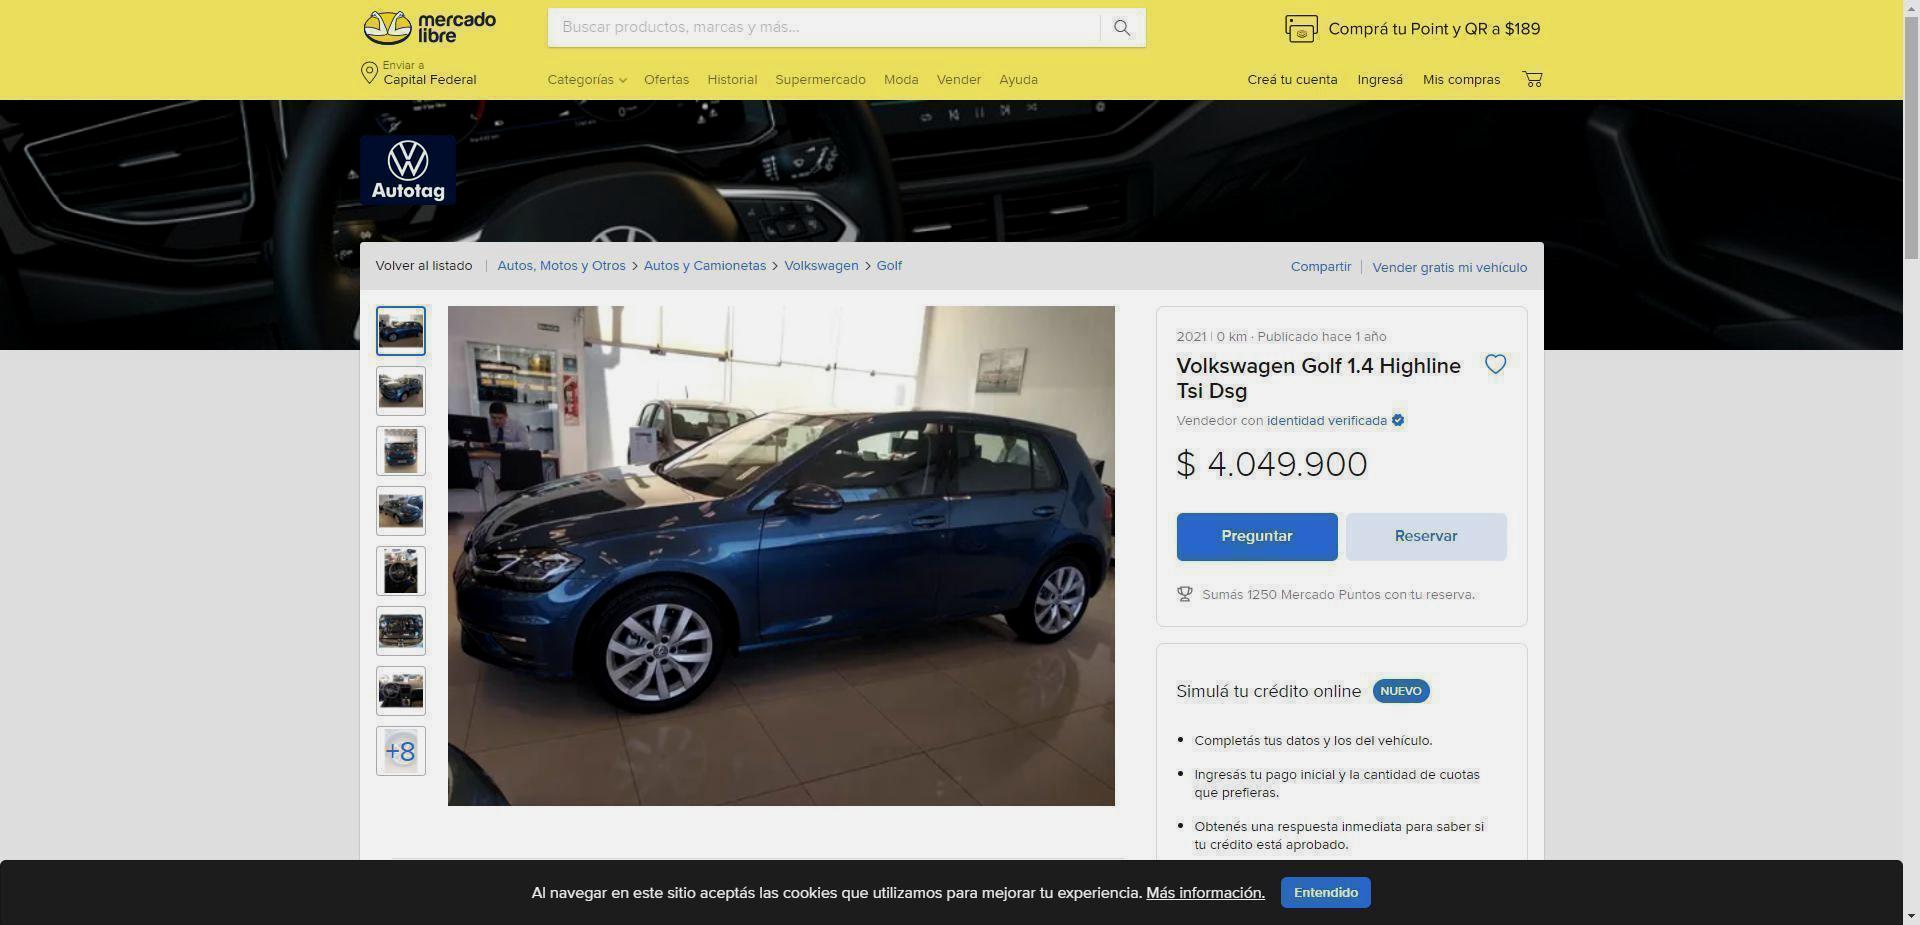 mercado
libre
Buscar productos, marcas y más...
Comprá tu Point y QR a $189
Enviar a
Capital Federal
Categorías Ofertas Historial Supermercado Moda Vender Ayuda
Creá tu cuenta Ingresá Mis compras
Autotag
Volver al listado | Autos, Motos y Otros > Autos y Camionetas > Volkswagen > Golf
Compartir | Vender gratis mi vehículo
+8
2021 | 0 km · Publicado hace 1 año
Volkswagen Golf 1.4 Highline
Tsi Dsg
Vendedor con identidad verificada
$ 4.049.900
Preguntar Reservar
Sumás 1250 Mercado Puntos con tu reserva.
Simulá tu crédito online NUEVO
• Completás tus datos y los del vehículo.
• Ingresás tu pago inicial y la cantidad de cuotas
que prefieras.
• Obtenés una respuesta inmediata para saber si
tu crédito está aprobado.
Al navegar en este sitio aceptás las cookies que utilizamos para mejorar tu experiencia. Más información. Entendido